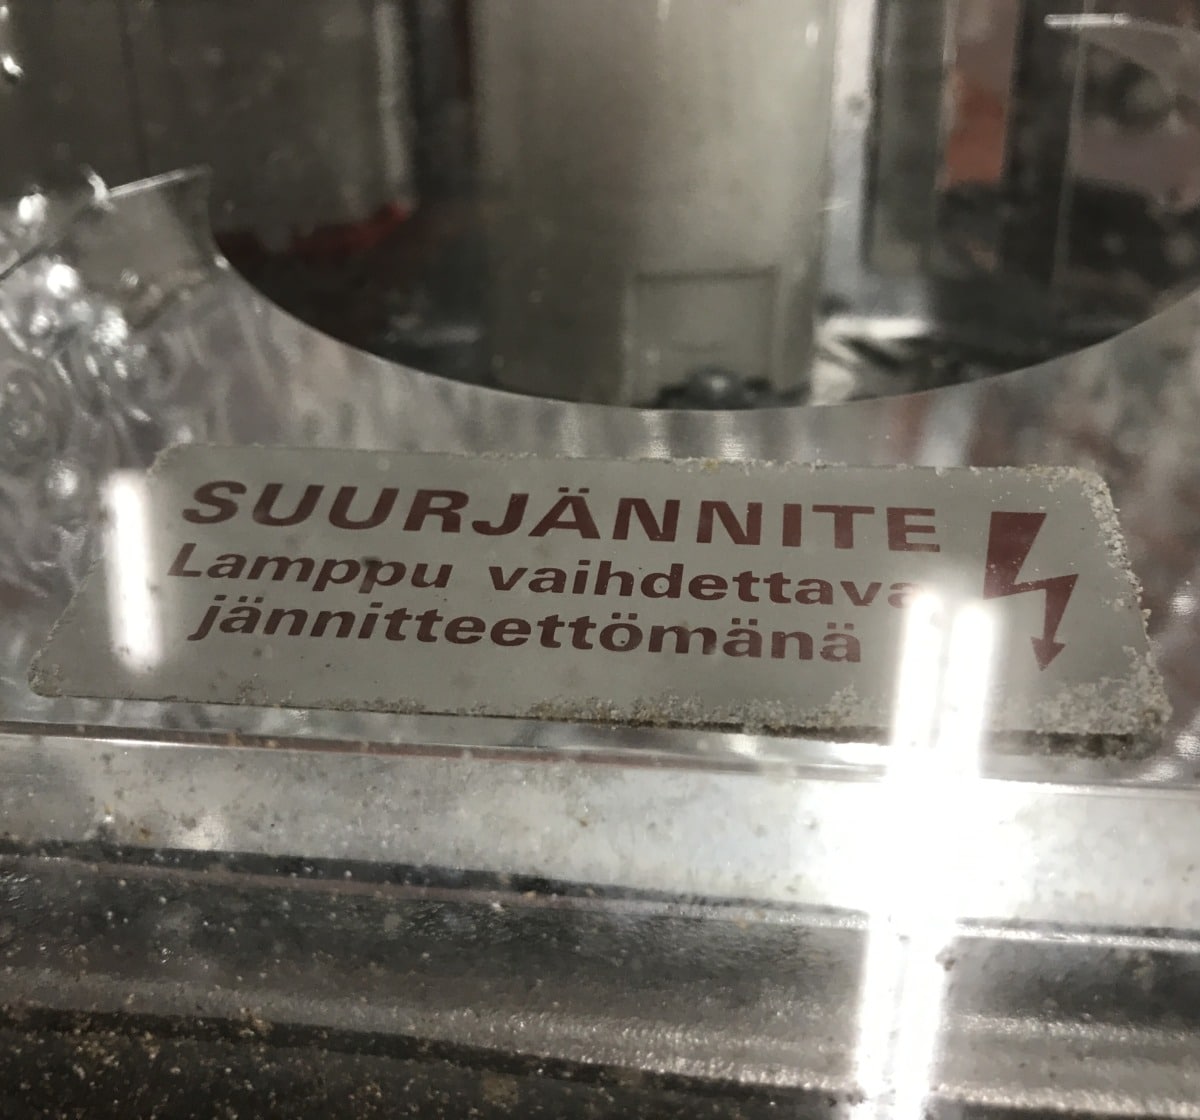 SUURJÄNNITE
Lamppu vaihdettava
jännitteettömänä